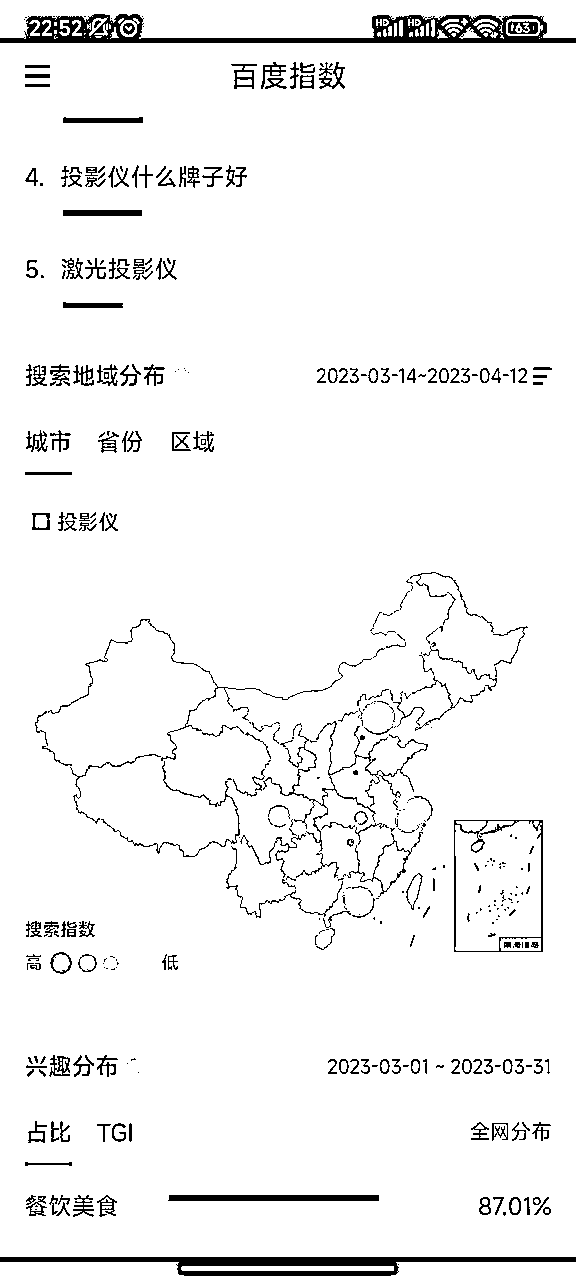 22:52 HD HD 63
百度指数
4. 投影仪什么牌子好
5. 激光投影仪
搜索地域分布 2023-03-14~2023-04-12
城市 省份 区域
投影仪
南海诸岛
搜索指数
高 低
兴趣分布 2023-03-01 ~ 2023-03-31
占比 TGI 全网分布
餐饮美食 87.01%